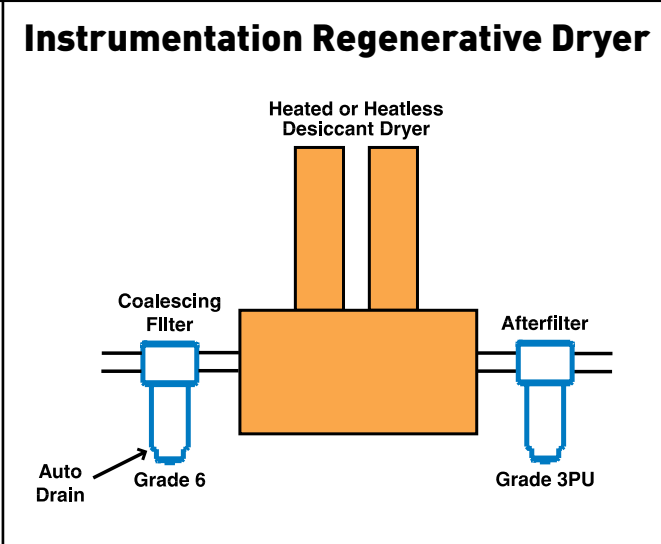 Instrumentation Regenerative Dryer
Heated or Heatless
Desiccant Dryer
Coalescing
FIlter
Afterfilter
Auto
Drain
Grade 6
Grade 3PU